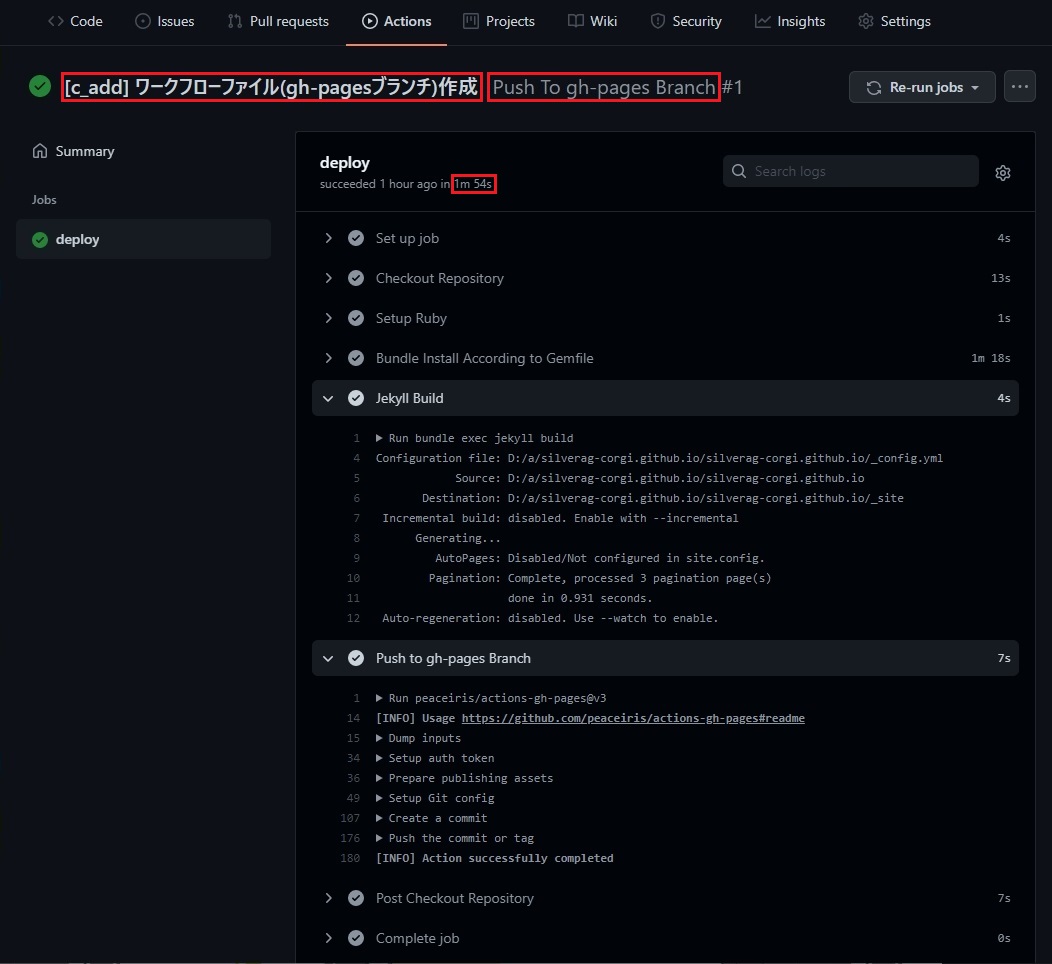 Code Issues Pull requests Actions Projects Wiki Security Insights Settings
[c_add] ワークフローファイル(gh-pagesブランチ)作成 Push To gh-pages Branch #1
Re-run jobs
Summary
Jobs
deploy
deploy
succeeded 1 hour ago in 1m 54s
Search logs
Set up job 4s
Checkout Repository 13s
Setup Ruby 1s
Bundle Install According to Gemfile 1m 18s
Jekyll Build 4s
1 Run bundle exec jekyll build
4 Configuration file: D:/a/silverag-corgi.github.io/silverag-corgi.github.io/_config.yml
5 Source: D:/a/silverag-corgi.github.io/silverag-corgi.github.io
6 Destination: D:/a/silverag-corgi.github.io/silverag-corgi.github.io/_site
7 Incremental build: disabled. Enable with --incremental
8 Generating...
9 AutoPages: Disabled/Not configured in site.config.
10 Pagination: Complete, processed 3 pagination page(s)
11 done in 0.931 seconds.
12 Auto-regeneration: disabled. Use --watch to enable.
Push to gh-pages Branch 7s
1 Run peaceiris/actions-gh-pages@v3
14 [INFO] Usage https://github.com/peaceiris/actions-gh-pages#readme
15 Dump inputs
34 Setup auth token
36 Prepare publishing assets
49 Setup Git config
107 Create a commit
176 Push the commit or tag
180 [INFO] Action successfully completed
Post Checkout Repository 7s
Complete job 0s